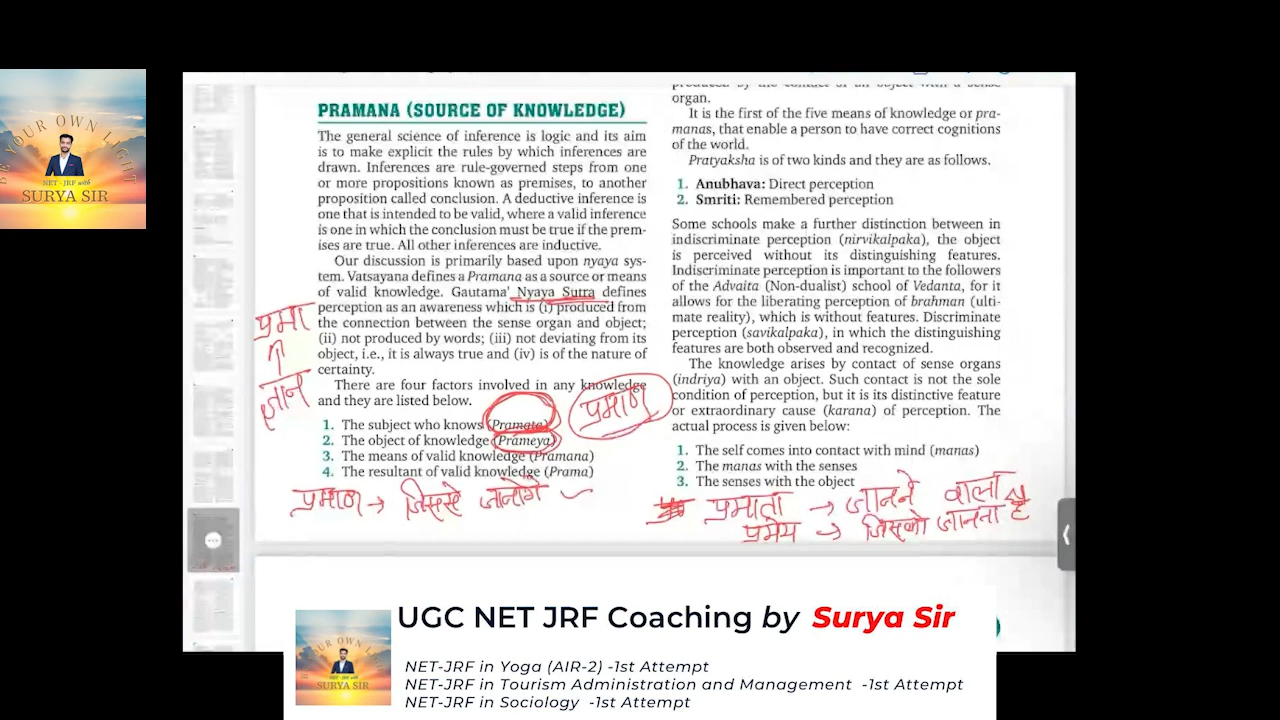 PRAMANA (SOURCE OF KNOWLEDGE)
The general science of inference is logic and its aim
is to make explicit the rules by which inferences are
drawn. Inferences are rule-governed steps from one
or more propositions known as premises, to another
proposition called conclusion. A deductive inference is
one that is intended to be valid, where a valid inference
is one in which the conclusion must be true if the prem-
ises are true. All other inferences are inductive.
Our discussion is primarily based upon nyaya sys-
tem. Vatsayana defines a Pramana as a source or means
of valid knowledge. Gautama' Nyaya Sutra defines
perception as an awareness which is (i) produced from
the connection between the sense organ and object;
(ii) not produced by words; (iii) not deviating from its
object, i.e., it is always true and (iv) is of the nature of
certainty.
There are four factors involved in any knowledge
and they are listed below.
1. The subject who knows (Pramata)
2. The object of knowledge (Prameya)
3. The means of valid knowledge (Pramana)
4. The resultant of valid knowledge (Prama)
प्रमा
ज्ञान
प्रमाण
प्रमाण → जिससे जानोगे
produced by the contact of an object with a sense
organ.
It is the first of the five means of knowledge or pra-
manas, that enable a person to have correct cognitions
of the world.
Pratyaksha is of two kinds and they are as follows.
1. Anubhava: Direct perception
2. Smriti: Remembered perception
Some schools make a further distinction between in
indiscriminate perception (nirvikalpaka), the object
is perceived without its distinguishing features.
Indiscriminate perception is important to the followers
of the Advaita (Non-dualist) school of Vedanta, for it
allows for the liberating perception of brahman (ulti-
mate reality), which is without features. Discriminate
perception (savikalpaka), in which the distinguishing
features are both observed and recognized.
The knowledge arises by contact of sense organs
(indriya) with an object. Such contact is not the sole
condition of perception, but it is its distinctive feature
or extraordinary cause (karana) of perception. The
actual process is given below:
1. The self comes into contact with mind (manas)
2. The manas with the senses
3. The senses with the object
प्रमाता → जानने वाला
प्रमेय → जिसको जानता है
NET - JRF with
SURYA SIR
UGC NET JRF Coaching by Surya Sir
NET-JRF in Yoga (AIR-2) -1st Attempt
NET-JRF in Tourism Administration and Management -1st Attempt
NET-JRF in Sociology -1st Attempt
SURYA SIR